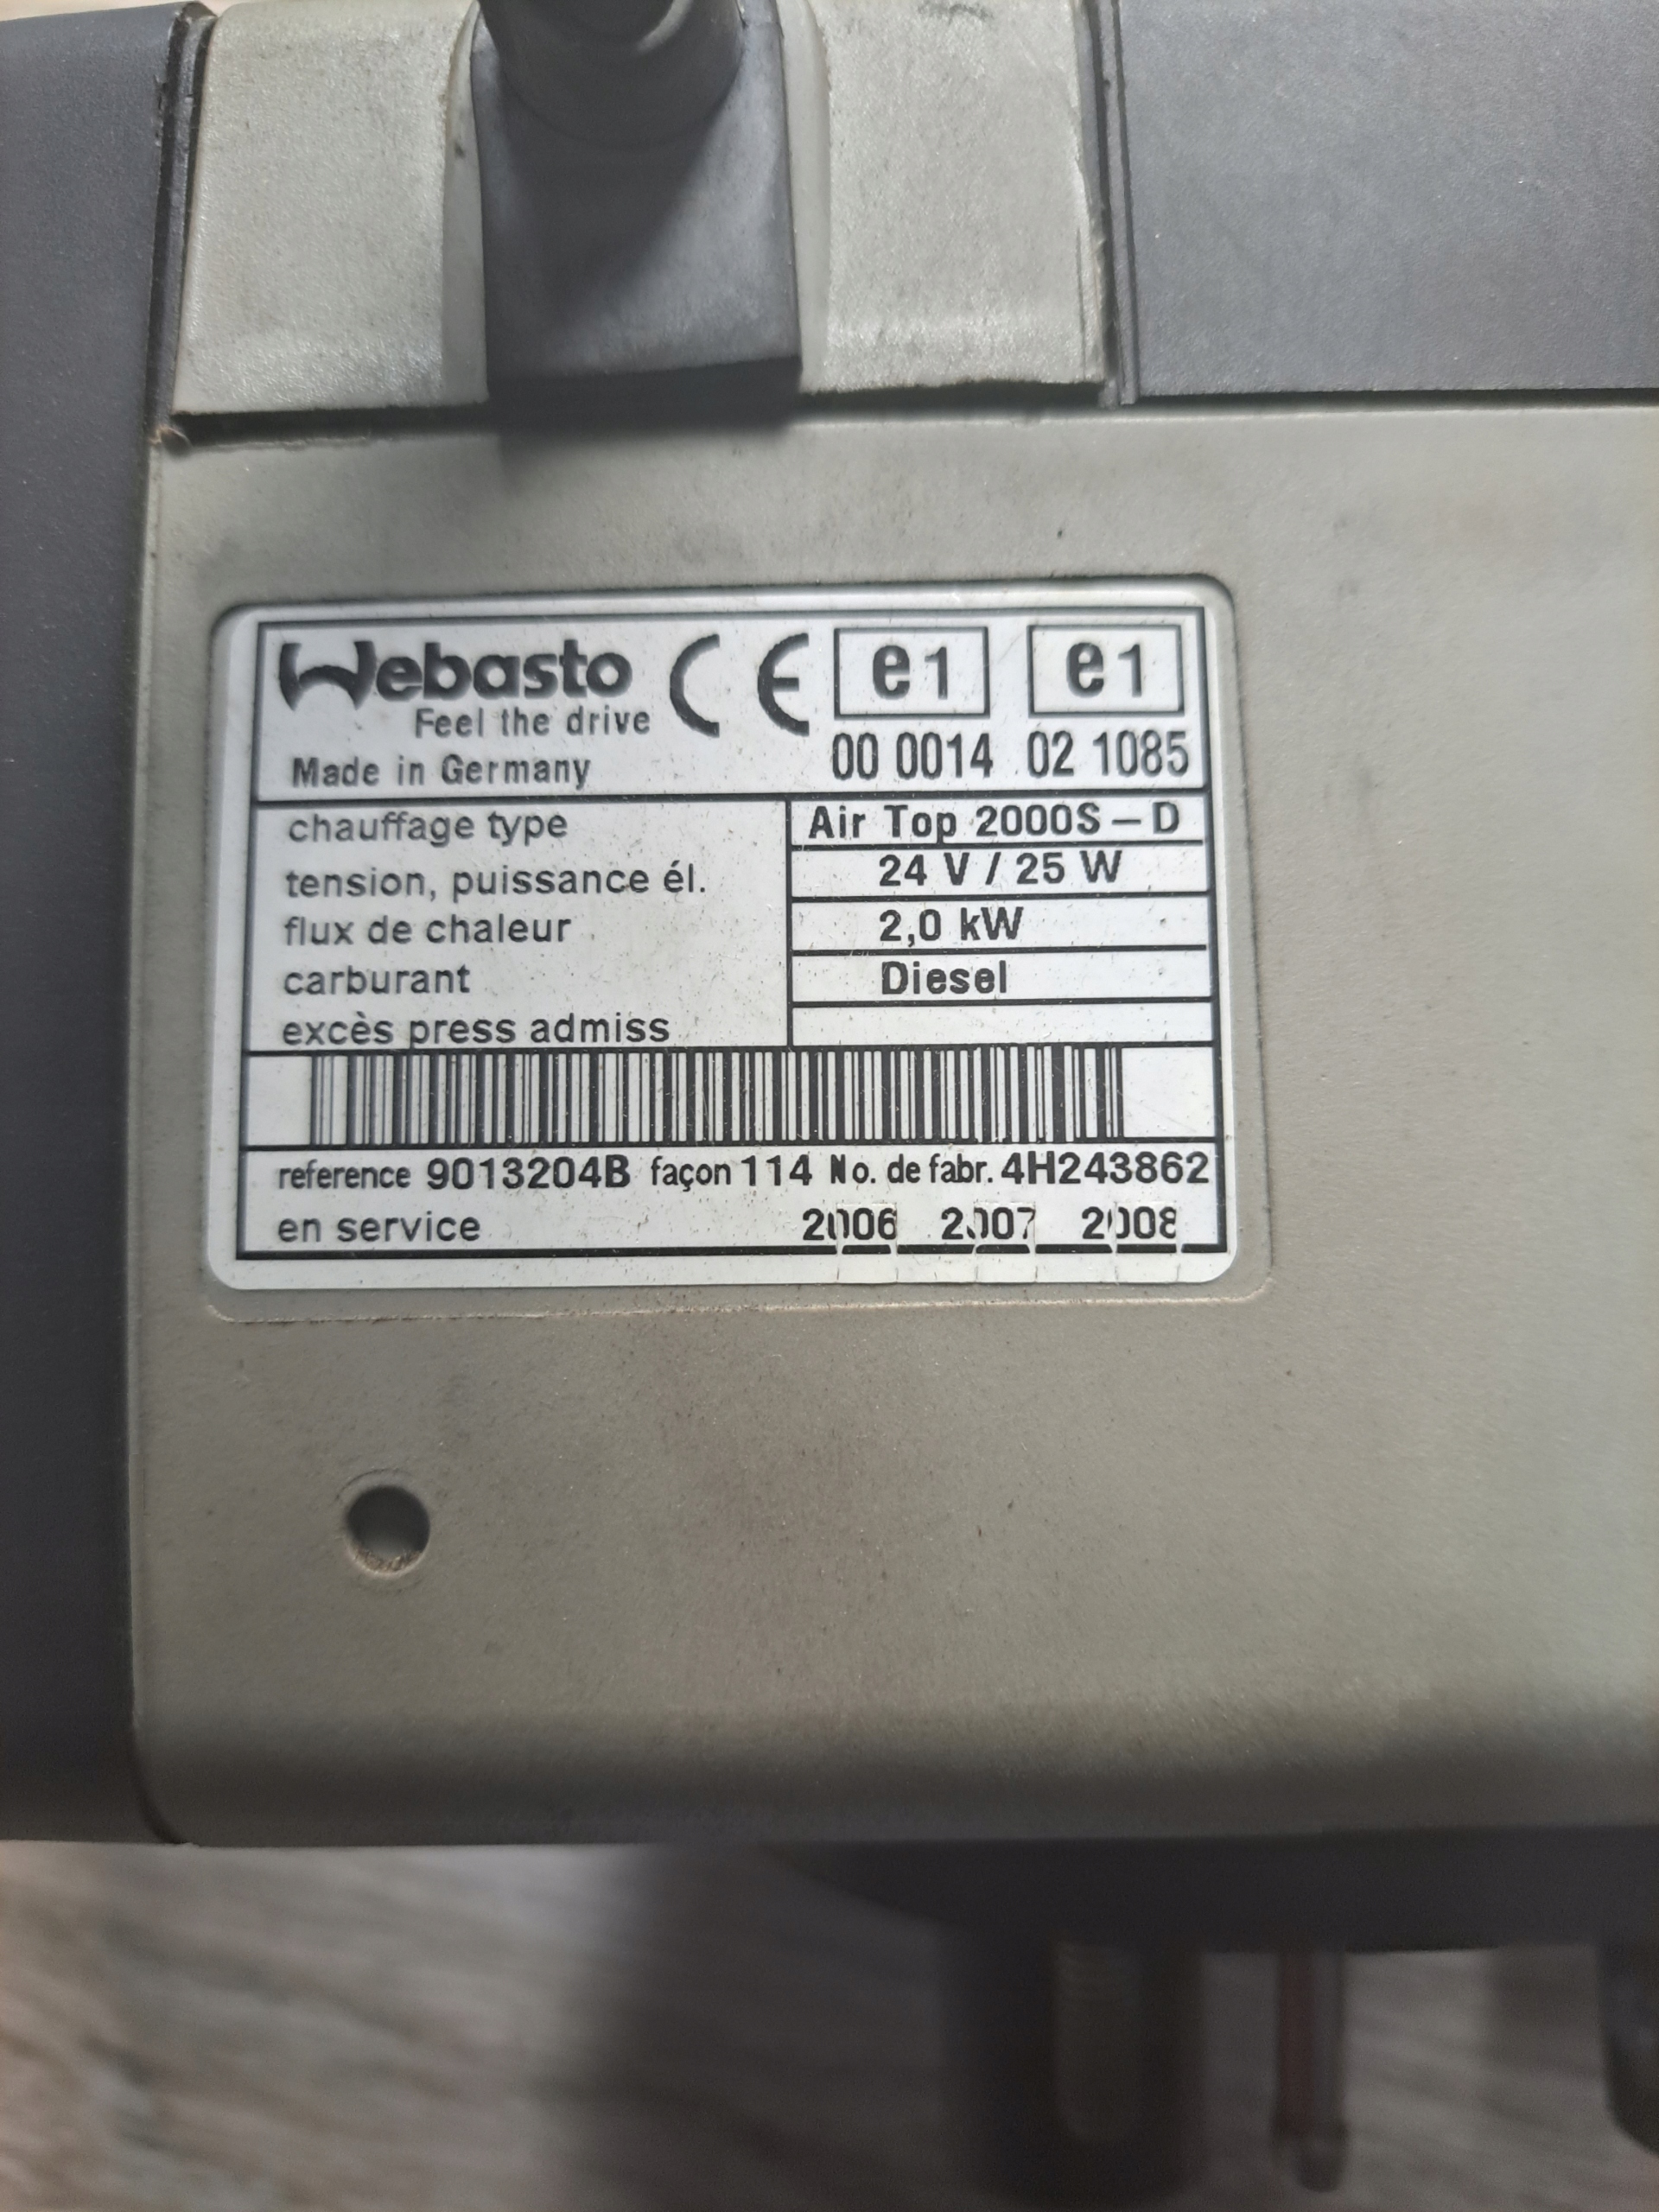 Webasto CE e1 e1
Feel the drive
Made in Germany 00 0014 02 1085
chauffage type Air Top 2000S – D
tension, puissance él. 24 V / 25 W
flux de chaleur 2,0 kW
carburant Diesel
excès press admiss
reference 9013204B façon 114 No. de fabr. 4H243862
en service 2006 2007 2008